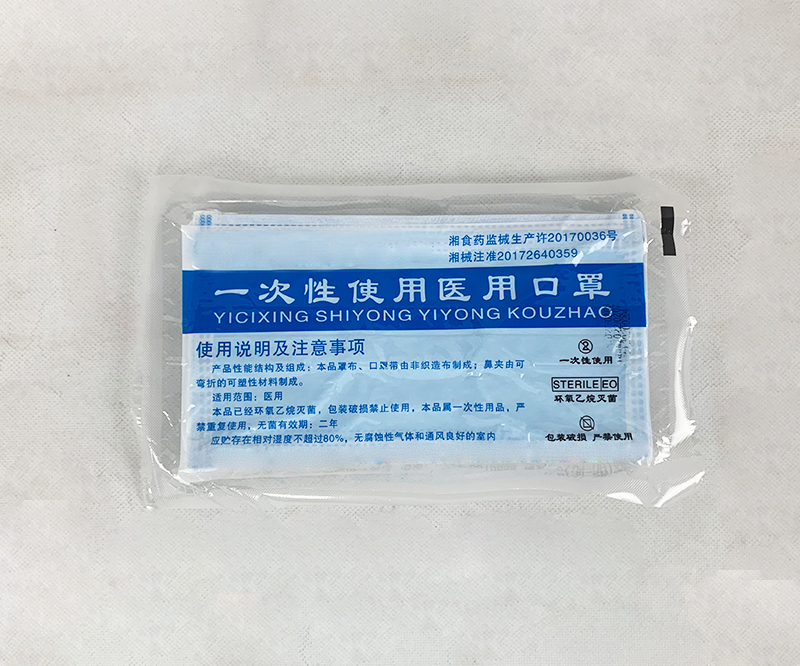 湘食药监械生产许20170036号
湘械注准20172640359
一次性使用医用口罩
YICIXING SHIYONG YIYONG KOUZHAO
使用说明及注意事项
产品性能结构及组成：本品罩布、口罩带由非织造布制成；鼻夹由可
弯折的可塑性材料制成。
适用范围：医用
本品已经环氧乙烷灭菌，包装破损禁止使用，本品属一次性用品，严
禁重复使用，无菌有效期：二年
应贮存在相对湿度不超过80%，无腐蚀性气体和通风良好的室内
2
一次性使用
STERILE EO
环氧乙烷灭菌
包装破损 严禁使用